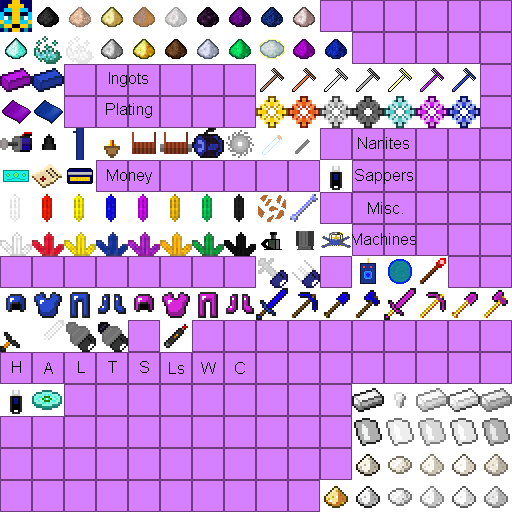 Ingots
Plating
Nanites
Money
Sappers
Misc.
Machines
H A L T S Ls W C